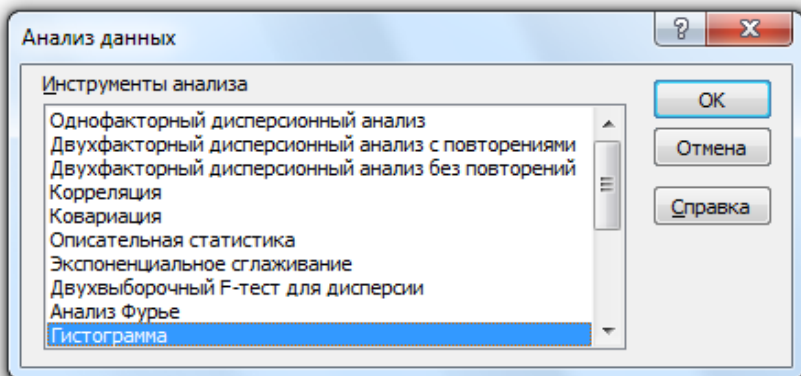 Анализ данных
?
X
Инструменты анализа
Однофакторный дисперсионный анализ
Двухфакторный дисперсионный анализ с повторениями
Двухфакторный дисперсионный анализ без повторений
Корреляция
Ковариация
Описательная статистика
Экспоненциальное сглаживание
Двухвыборочный F-тест для дисперсии
Анализ Фурье
Гистограмма
OK
Отмена
Справка